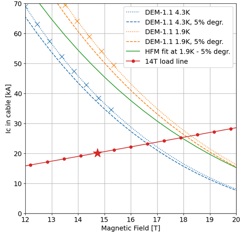 DEM-1.1 4.3K
DEM-1.1 4.3K, 5% degr.
DEM-1.1 1.9K
DEM-1.1 1.9K, 5% degr.
HFM fit at 1.9K - 5% degr.
14T load line
Ic in cable [kA]
70
60
50
40
30
20
10
0
12 13 14 15 16 17 18 19 20
Magnetic Field [T]